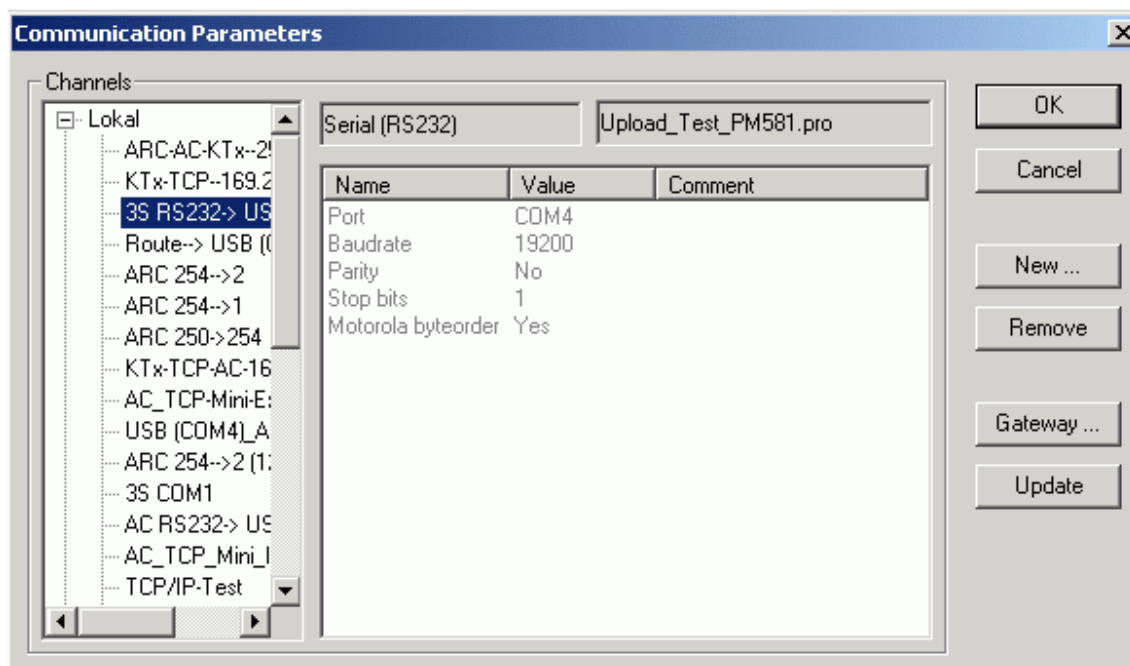 Communication Parameters
Channels
Lokal
ARC-AC-KTx--25
KTx-TCP--169.2
3S RS232-> US
Route--> USB (
ARC 254-->2
ARC 254-->1
ARC 250->254
KTx-TCP-AC-16
AC_TCP-Mini-E
USB (COM4)_A
ARC 254-->2 (1
3S COM1
AC RS232-> US
AC_TCP_Mini_
TCP/IP-Test
Serial (RS232)
Upload_Test_PM581.pro
Name Value Comment
Port COM4
Baudrate 19200
Parity No
Stop bits 1
Motorola byteorder Yes
OK
Cancel
New ...
Remove
Gateway ...
Update